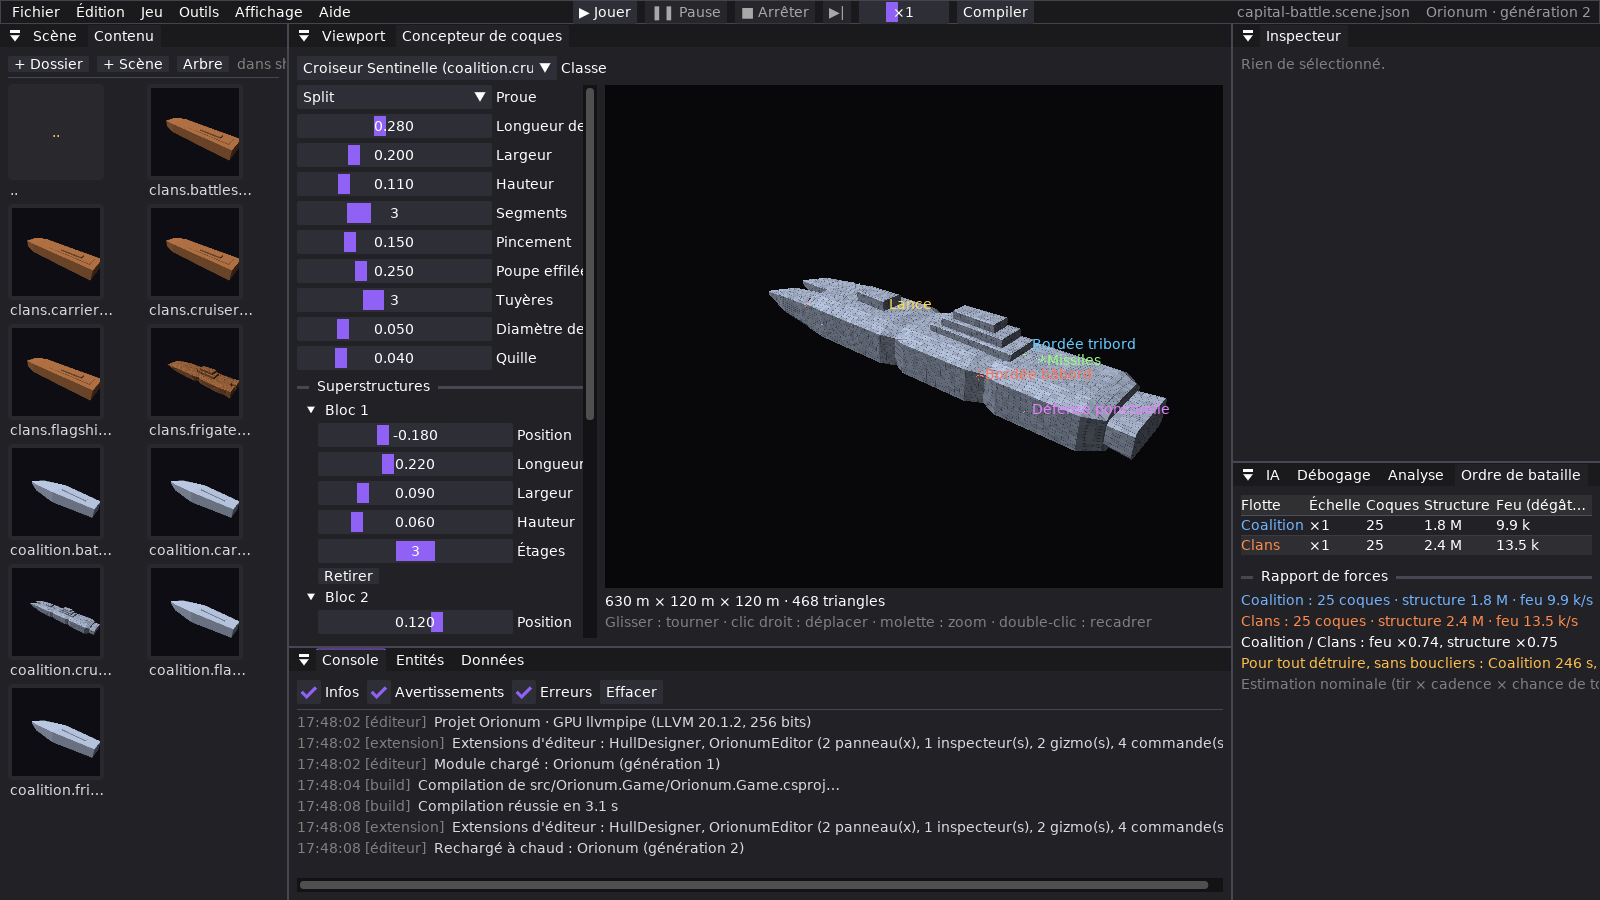 Fichier Édition Jeu Outils Affichage Aide ▶ Jouer ❚❚ Pause ■ Arrêter ▶| ×1 Compiler capital-battle.scene.json Orionum · génération 2
Scène Contenu
+ Dossier + Scène Arbre dans sh
..
..
clans.battles...
clans.carrier...
clans.cruiser...
clans.flagshi...
clans.frigate...
coalition.bat...
coalition.car...
coalition.cru...
coalition.fla...
coalition.fri...
Viewport Concepteur de coques
Croiseur Sentinelle (coalition.cru Classe
Split Proue
0.280 Longueur de
0.200 Largeur
0.110 Hauteur
3 Segments
0.150 Pincement
0.250 Poupe effilée
3 Tuyères
0.050 Diamètre de
0.040 Quille
Superstructures
Bloc 1
-0.180 Position
0.220 Longueur
0.090 Largeur
0.060 Hauteur
3 Étages
Retirer
Bloc 2
0.120 Position
Lance
Bordée tribord
Missiles
Bordée bâbord
Défense ponctuelle
630 m × 120 m × 120 m · 468 triangles
Glisser : tourner · clic droit : déplacer · molette : zoom · double-clic : recadrer
Console Entités Données
Infos Avertissements Erreurs Effacer
17:48:02 [éditeur] Projet Orionum · GPU llvmpipe (LLVM 20.1.2, 256 bits)
17:48:02 [extension] Extensions d'éditeur : HullDesigner, OrionumEditor (2 panneau(x), 1 inspecteur(s), 2 gizmo(s), 4 commande(s
17:48:02 [éditeur] Module chargé : Orionum (génération 1)
17:48:04 [build] Compilation de src/Orionum.Game/Orionum.Game.csproj...
17:48:08 [build] Compilation réussie en 3.1 s
17:48:08 [extension] Extensions d'éditeur : HullDesigner, OrionumEditor (2 panneau(x), 1 inspecteur(s), 2 gizmo(s), 4 commande(s
17:48:08 [éditeur] Rechargé à chaud : Orionum (génération 2)
Inspecteur
Rien de sélectionné.
IA Débogage Analyse Ordre de bataille
Flotte Échelle Coques Structure Feu (dégât...
Coalition ×1 25 1.8 M 9.9 k
Clans ×1 25 2.4 M 13.5 k
Rapport de forces
Coalition : 25 coques · structure 1.8 M · feu 9.9 k/s
Clans : 25 coques · structure 2.4 M · feu 13.5 k/s
Coalition / Clans : feu ×0.74, structure ×0.75
Pour tout détruire, sans boucliers : Coalition 246 s,
Estimation nominale (tir × cadence × chance de to